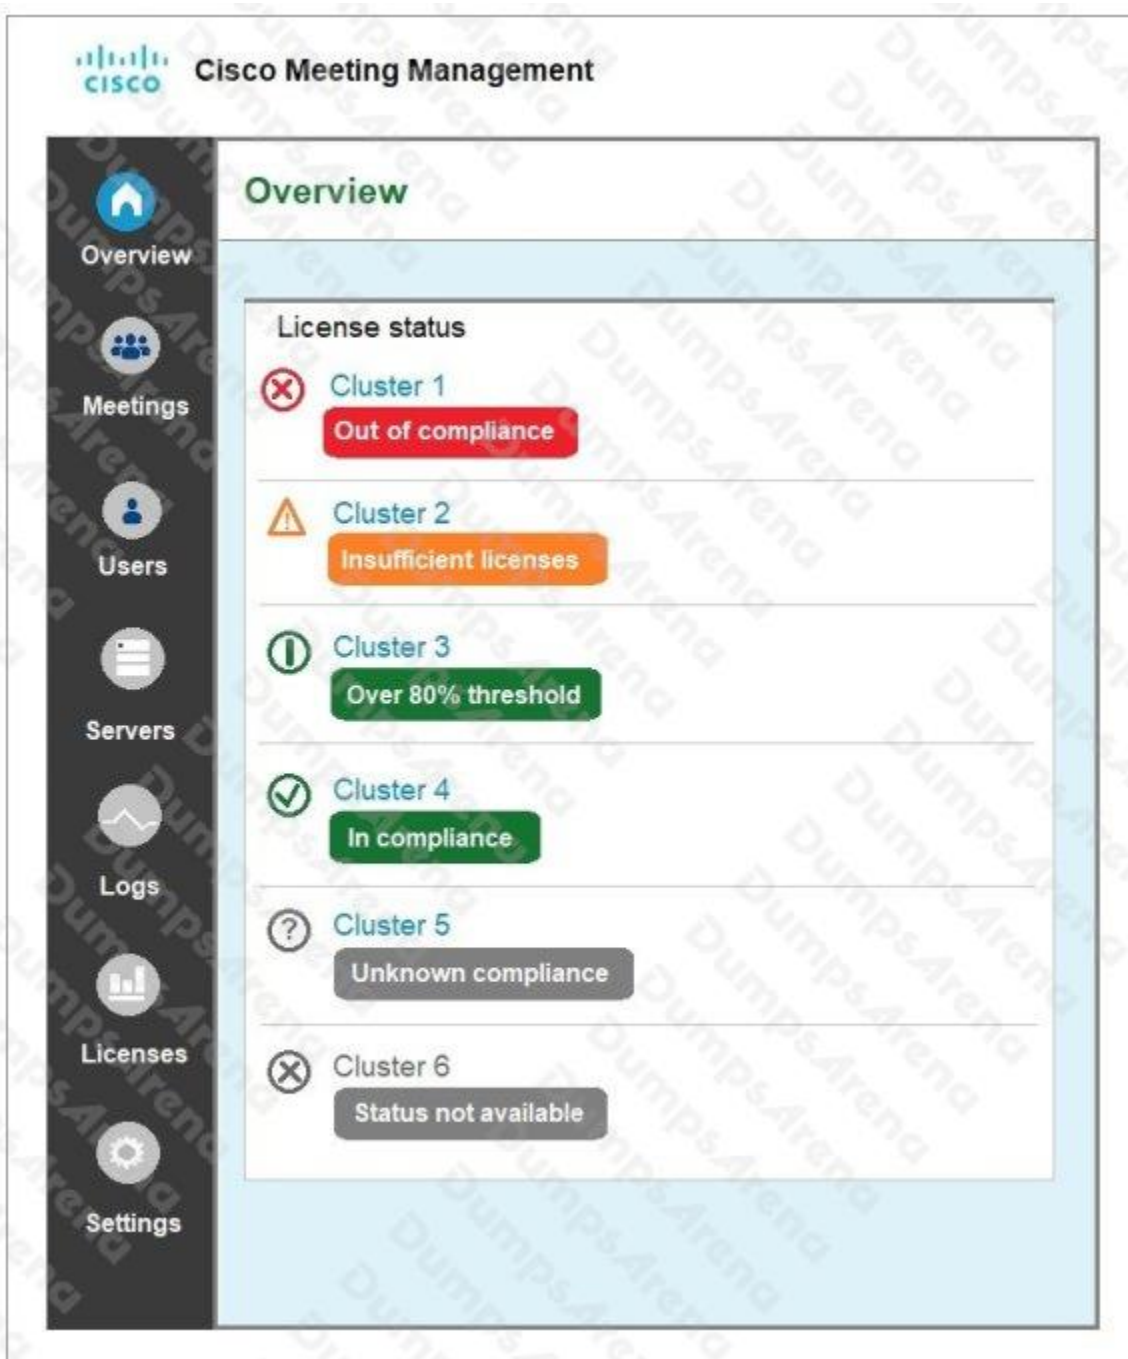 CISCO Cisco Meeting Management
Overview
Overview
License status
Cluster 1
Out of compliance
Meetings
Cluster 2
Insufficient licenses
Users
Cluster 3
Over 80% threshold
Servers
Cluster 4
In compliance
Logs
Cluster 5
Unknown compliance
Licenses
Cluster 6
Status not available
Settings
DumpsArena